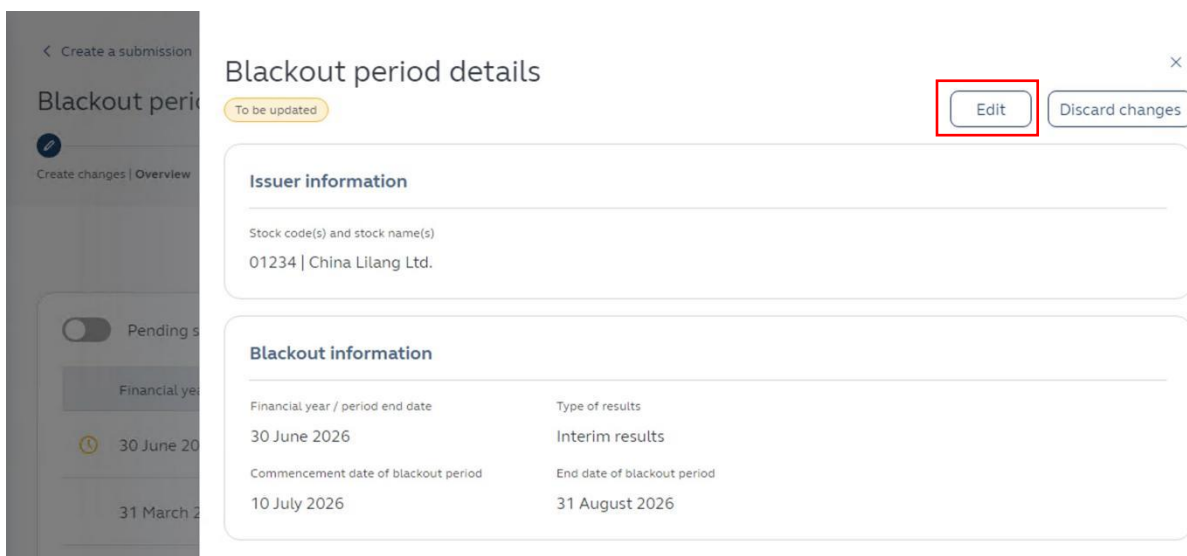 Create a submission
Blackout period details
Blackout peri
To be updated
Edit
Discard changes
Create changes | Overview
Issuer information
Stock code(s) and stock name(s)
01234 | China Lilang Ltd.
Pending s
Blackout information
Financial yea
Financial year / period end date
Type of results
30 June 20
30 June 2026
Interim results
Commencement date of blackout period
End date of blackout period
31 March 2
10 July 2026
31 August 2026